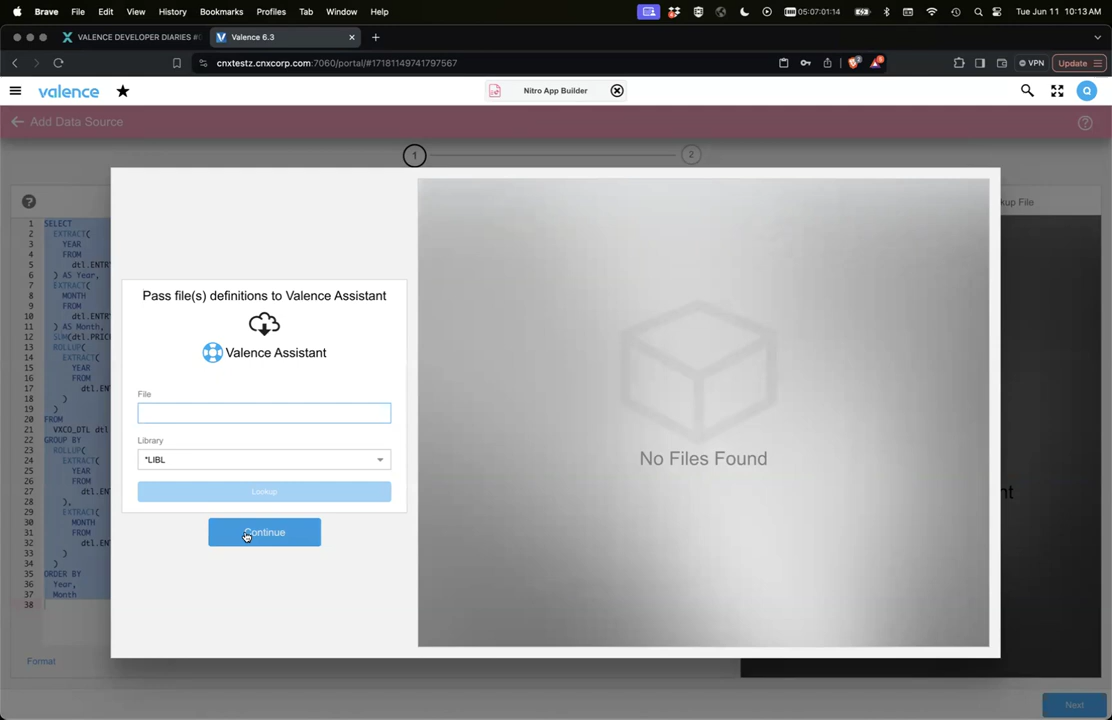 Brave File Edit View History Bookmarks Profiles Tab Window Help
05:07:01:14
Tue Jun 11 10:13 AM
VALENCE DEVELOPER DIARIES
Valence 6.3
cnxtestz.cnxcorp.com:7060/portal/#17181149741797567
VPN
Update
valence
Nitro App Builder
Q
Add Data Source
1
2
kup File
1 SELECT
2 EXTRACT(
3 YEAR
4 FROM
5 dtl.ENTR
6 ) AS Year,
7 EXTRACT(
8 MONTH
9 FROM
10 dtl.ENTR
11 ) AS Month,
12 SUM(dtl.PRIC
13 ROLLUP(
14 EXTRACT(
15 YEAR
16 FROM
17 dtl.EN
18 )
19 )
20 FROM
21 VXCO_DTL dtl
22 GROUP BY
23 ROLLUP(
24 EXTRACT(
25 YEAR
26 FROM
27 dtl.EN
28 ),
29 EXTRACT(
30 MONTH
31 FROM
32 dtl.EN
33 )
34 )
35 ORDER BY
36 Year,
37 Month
38
Format
Pass file(s) definitions to Valence Assistant
Valence Assistant
File
Library
*LIBL
Lookup
Continue
No Files Found
nt
Next